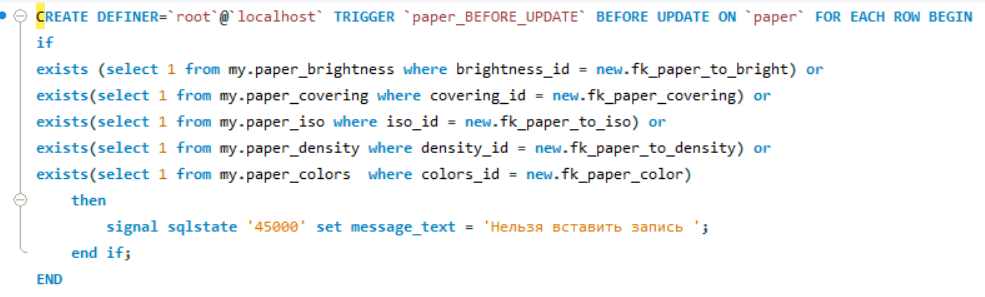 CREATE DEFINER=`root`@`localhost` TRIGGER `paper_BEFORE_UPDATE` BEFORE UPDATE ON `paper` FOR EACH ROW BEGIN
if
exists (select 1 from my.paper_brightness where brightness_id = new.fk_paper_to_bright) or
exists(select 1 from my.paper_covering where covering_id = new.fk_paper_covering) or
exists(select 1 from my.paper_iso where iso_id = new.fk_paper_to_iso) or
exists(select 1 from my.paper_density where density_id = new.fk_paper_to_density) or
exists(select 1 from my.paper_colors  where colors_id = new.fk_paper_color)
    then
        signal sqlstate '45000' set message_text = 'Нельзя вставить запись ';
    end if;
END